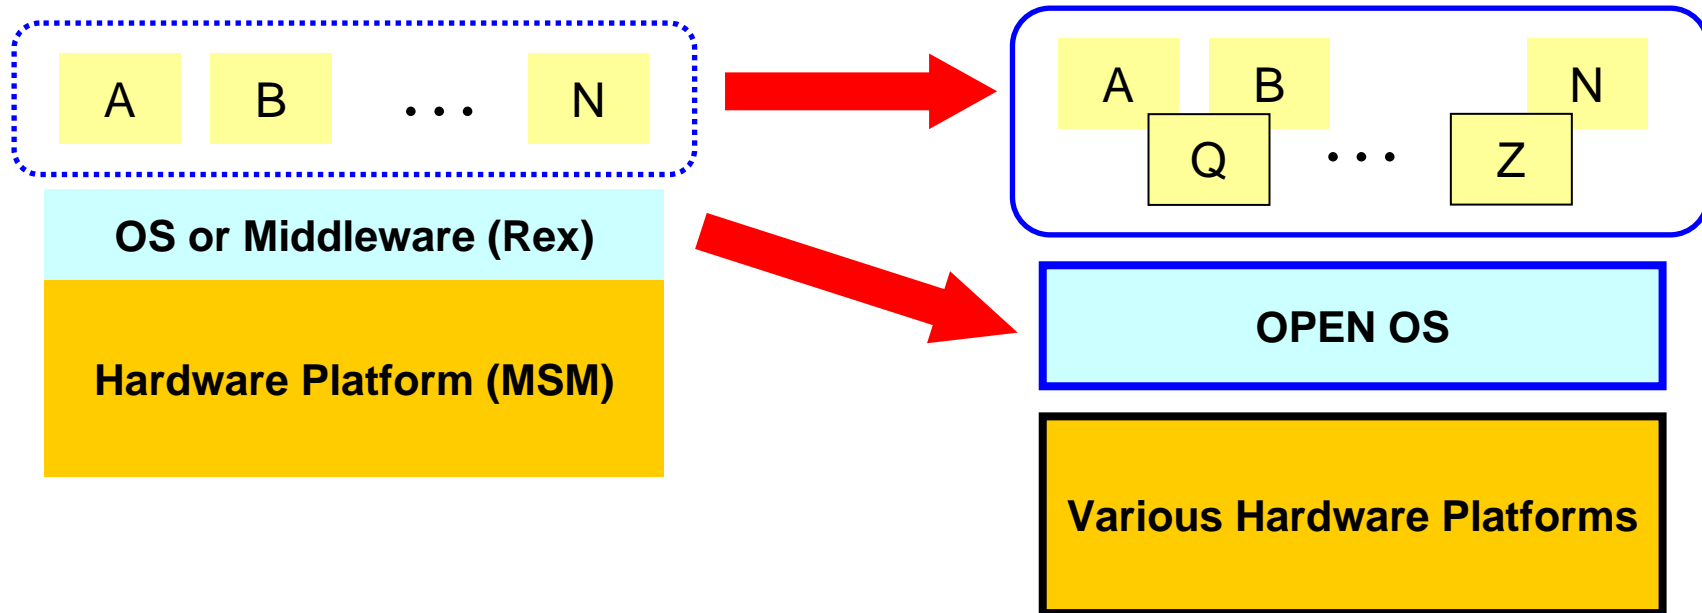 A B ... N
OS or Middleware (Rex)
Hardware Platform (MSM)
A B N
Q ... Z
OPEN OS
Various Hardware Platforms